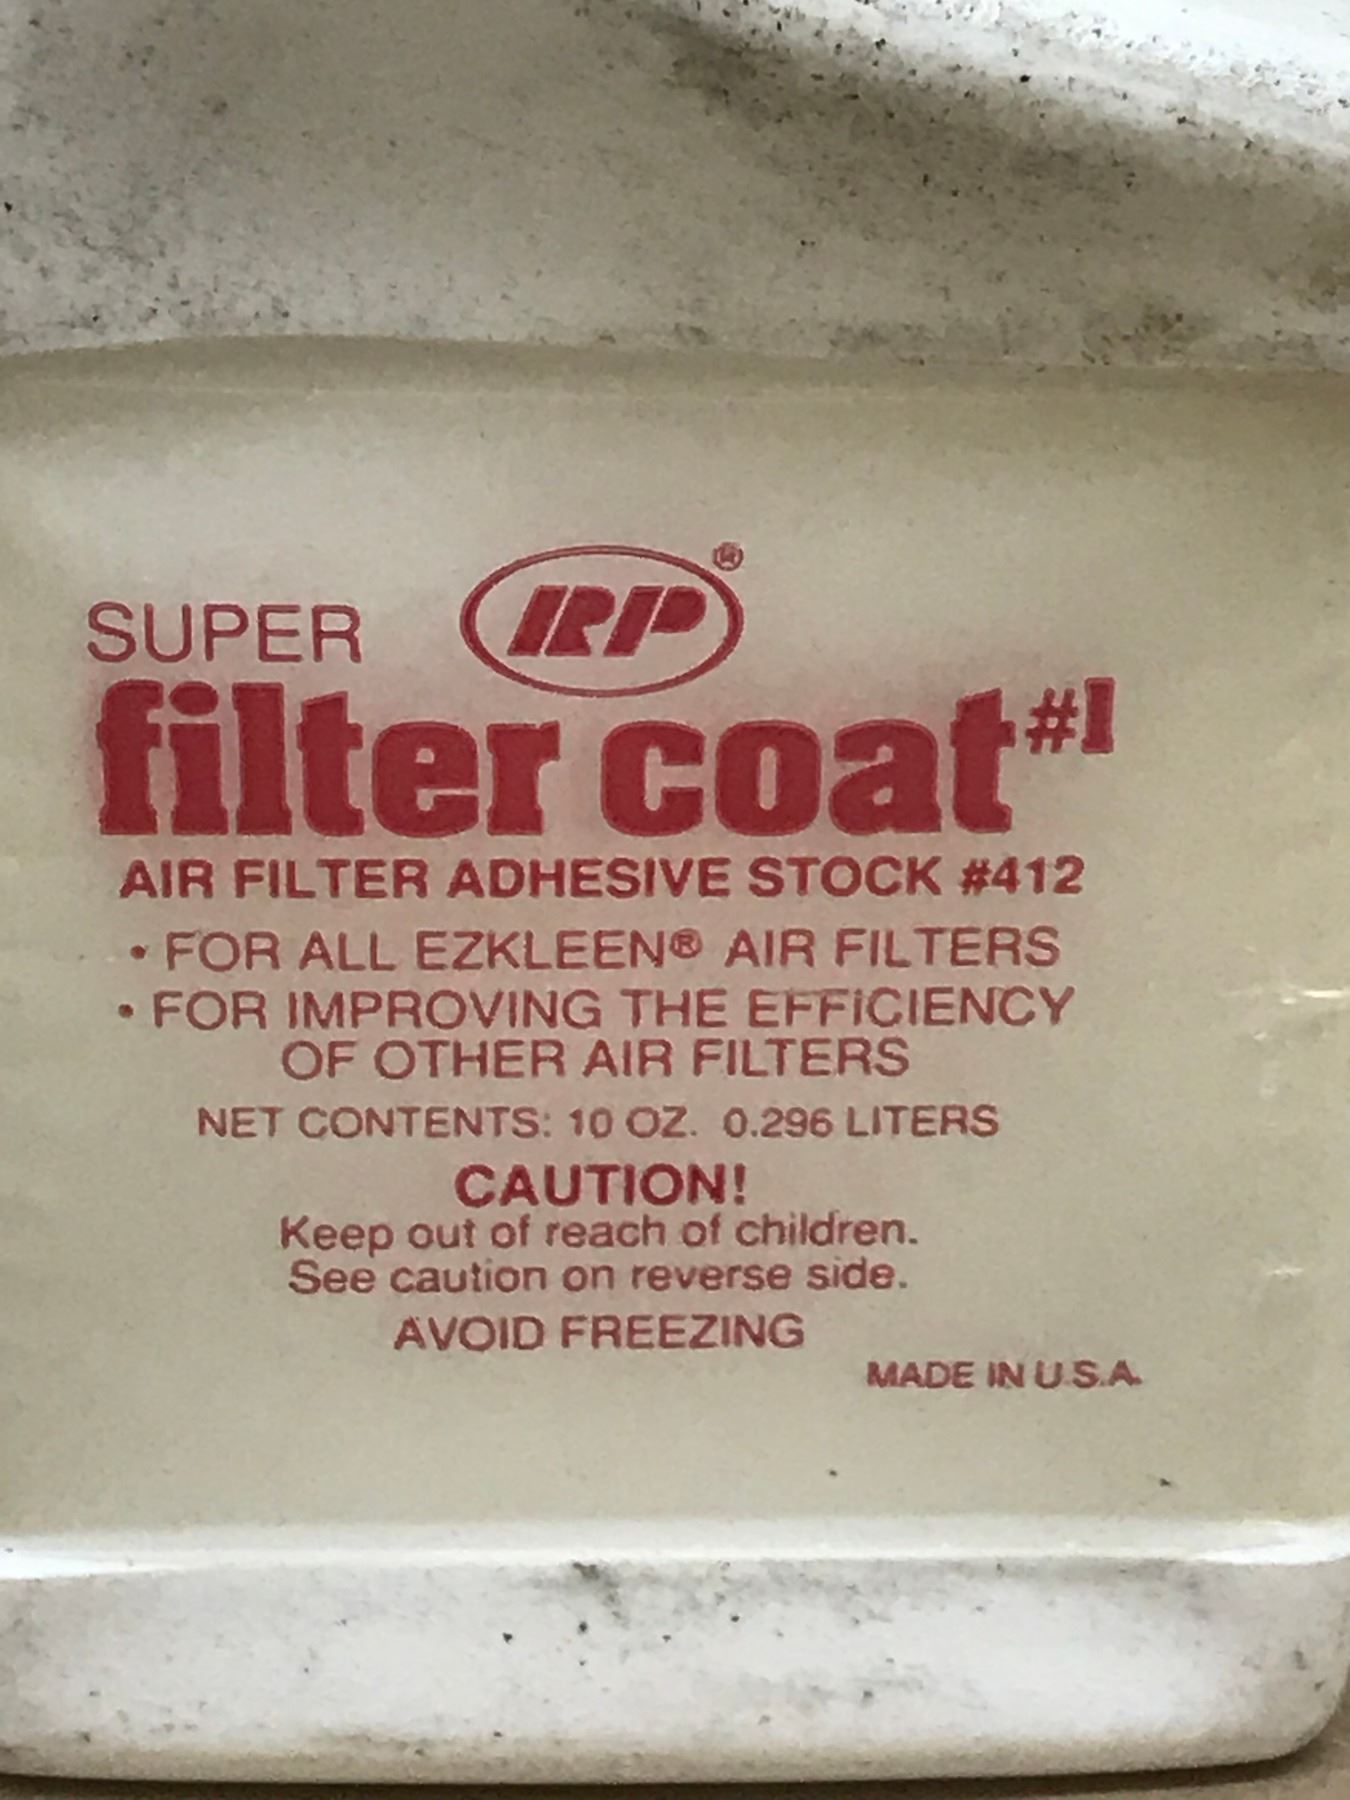 SUPER RP®
filter coat #1
AIR FILTER ADHESIVE STOCK #412
• FOR ALL EZKLEEN® AIR FILTERS
• FOR IMPROVING THE EFFICIENCY
OF OTHER AIR FILTERS
NET CONTENTS: 10 OZ. 0.296 LITERS
CAUTION!
Keep out of reach of children.
See caution on reverse side.
AVOID FREEZING
MADE IN U.S.A.